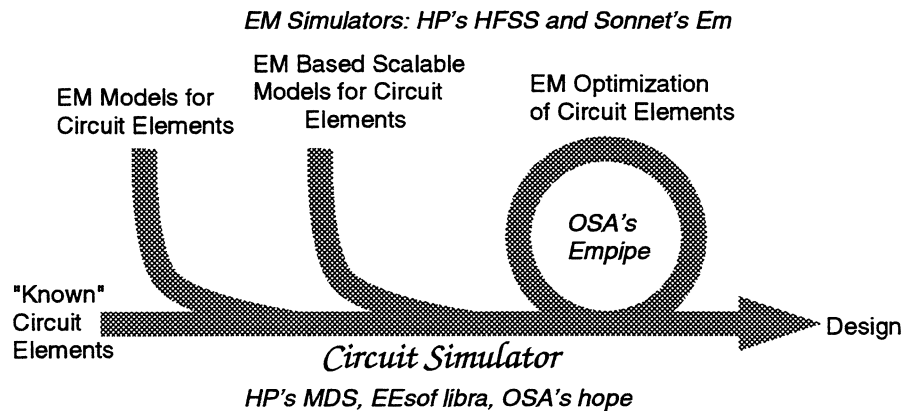 EM Simulators: HP's HFSS and Sonnet's Em
EM Models for
Circuit Elements
EM Based Scalable
Models for Circuit
Elements
EM Optimization
of Circuit Elements
OSA's
Empipe
"Known"
Circuit
Elements
Design
Circuit Simulator
HP's MDS, EEsof libra, OSA's hope